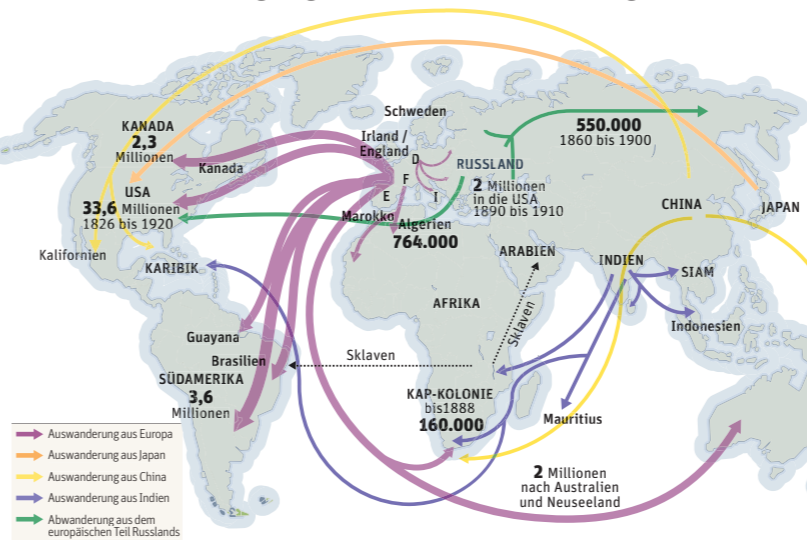 Schweden
KANADA
2,3
Millionen
Irland /
England
550.000
1860 bis 1900
D
RUSSLAND
Kanada
F
USA
E
I
2 Millionen
in die USA
1890 bis 1910
33,6 Millionen
1826 bis 1920
CHINA
JAPAN
Marokko
Algerien
764.000
Kalifornien
KARIBIK
ARABIEN
INDIEN
SIAM
AFRIKA
Sklaven
Indonesien
Guayana
Brasilien
Sklaven
SÜDAMERIKA
3,6
Millionen
KAP-KOLONIE
bis1888
160.000
Mauritius
2 Millionen
nach Australien
und Neuseeland
Auswanderung aus Europa
Auswanderung aus Japan
Auswanderung aus China
Auswanderung aus Indien
Abwanderung aus dem
europäischen Teil Russlands